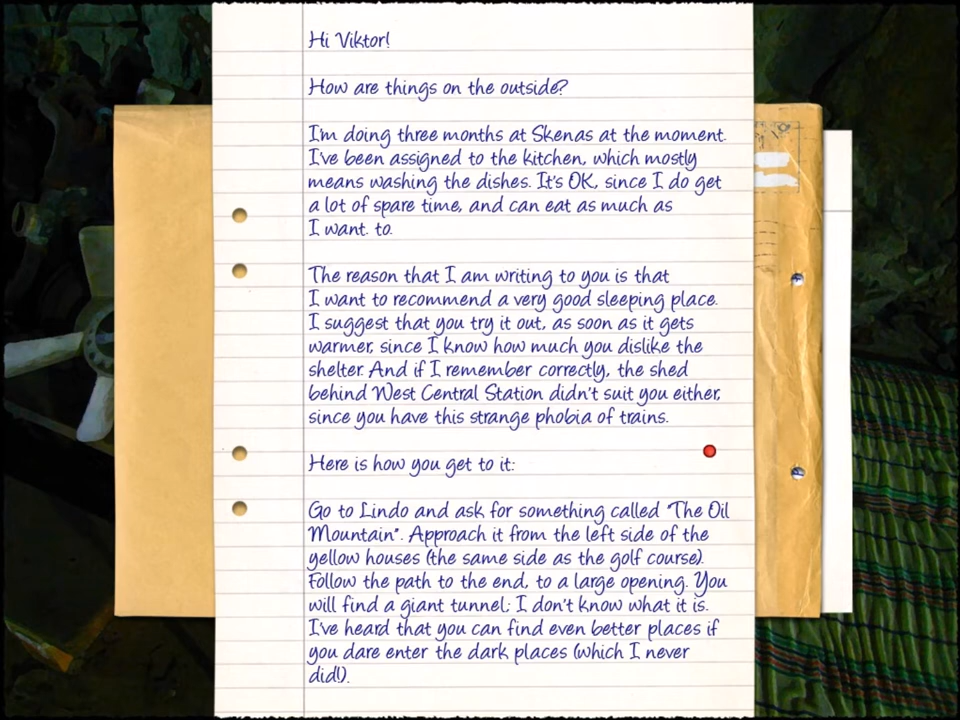 Hi Viktor!
How are things on the outside?
I'm doing three months at Skenas at the moment.
I've been assigned to the kitchen, which mostly
means washing the dishes. It's OK, since I do get
a lot of spare time, and can eat as much as
I want. to.
The reason that I am writing to you is that
I want to recommend a very good sleeping place.
I suggest that you try it out, as soon as it gets
warmer, since I know how much you dislike the
shelter. And if I remember correctly, the shed
behind West Central Station didn't suit you either,
since you have this strange phobia of trains.
Here is how you get to it:
Go to Lindo and ask for something called "The Oil
Mountain". Approach it from the left side of the
yellow houses (the same side as the golf course).
Follow the path to the end, to a large opening. You
will find a giant tunnel; I don't know what it is.
I've heard that you can find even better places if
you dare enter the dark places (which I never
did!).